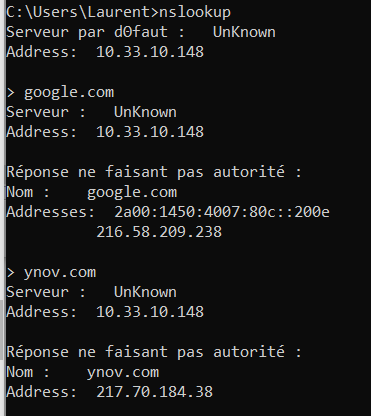 C:\Users\Laurent>nslookup
Serveur par d0faut :   UnKnown
Address:  10.33.10.148
> google.com
Serveur :   UnKnown
Address:  10.33.10.148
Réponse ne faisant pas autorité :
Nom :    google.com
Addresses:  2a00:1450:4007:80c::200e
216.58.209.238
> ynov.com
Serveur :   UnKnown
Address:  10.33.10.148
Réponse ne faisant pas autorité :
Nom :    ynov.com
Address:  217.70.184.38